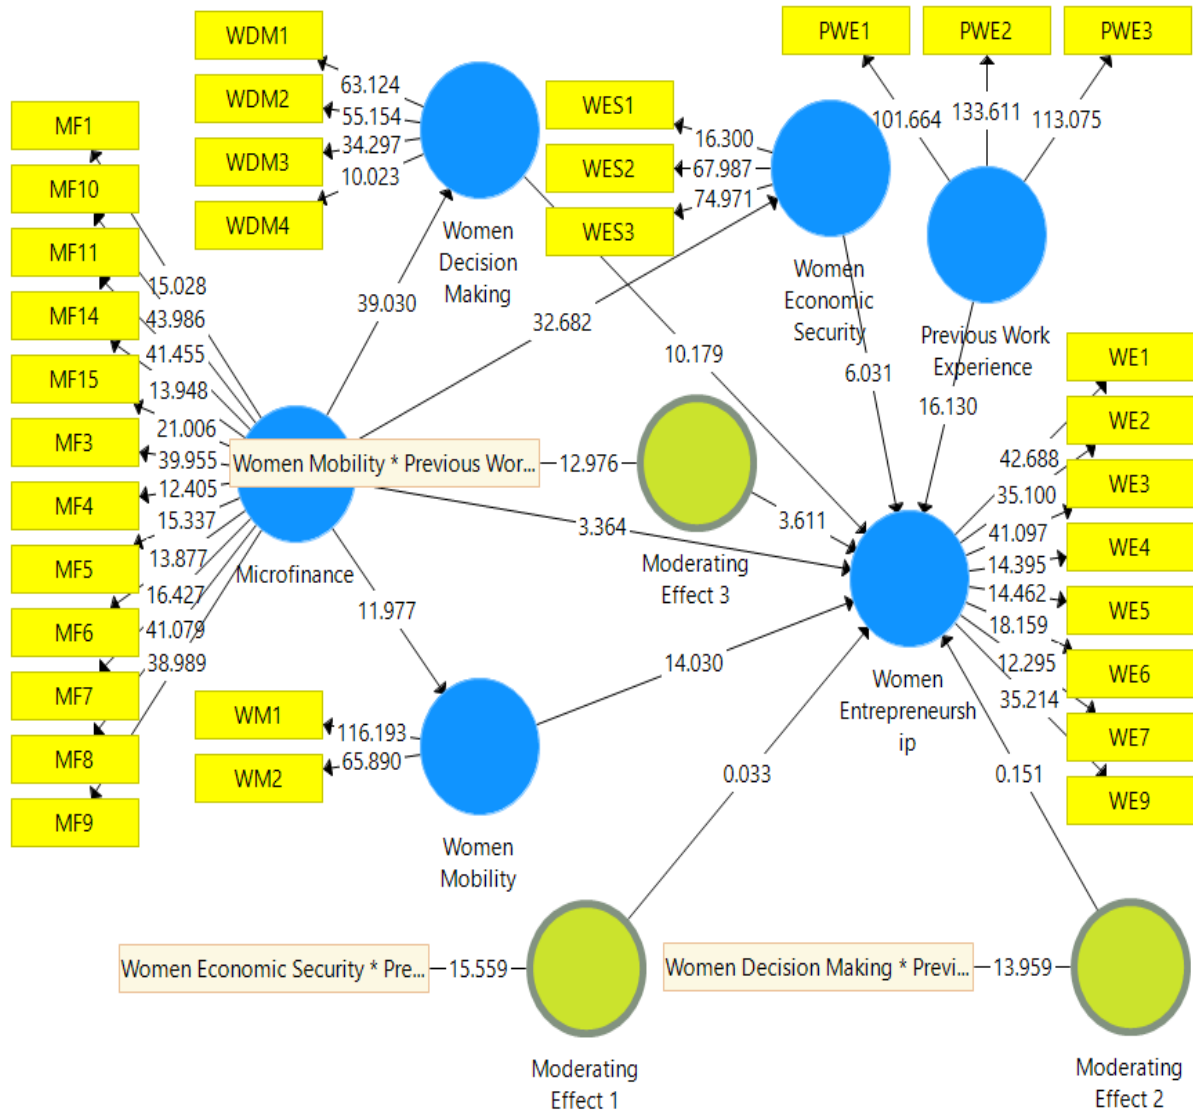 PWE1
PWE2
PWE3
WDM1
WDM2
WDM3
WDM4
63.124
55.154
34.297
10.023
Women
Decision
Making
WES1
WES2
WES3
16.300
67.987
74.971
Women
Economic
Security
101.664
133.611
113.075
Previous Work
Experience
MF1
MF10
MF11
MF14
MF15
MF3
MF4
MF5
MF6
MF7
MF8
MF9
15.028
43.986
41.455
13.948
21.006
39.955
12.405
15.337
13.877
16.427
41.079
38.989
Microfinance
39.030
32.682
10.179
6.031
16.130
Women Mobility * Previous Wor...
12.976
Moderating
Effect 3
3.611
3.364
11.977
14.030
WE1
WE2
WE3
WE4
WE5
WE6
WE7
WE9
42.688
35.100
41.097
14.395
14.462
18.159
12.295
35.214
Women
Entrepreneursh
ip
WM1
WM2
116.193
65.890
Women
Mobility
0.033
0.151
Women Economic Security * Pre...
15.559
Moderating
Effect 1
Women Decision Making * Previ...
13.959
Moderating
Effect 2